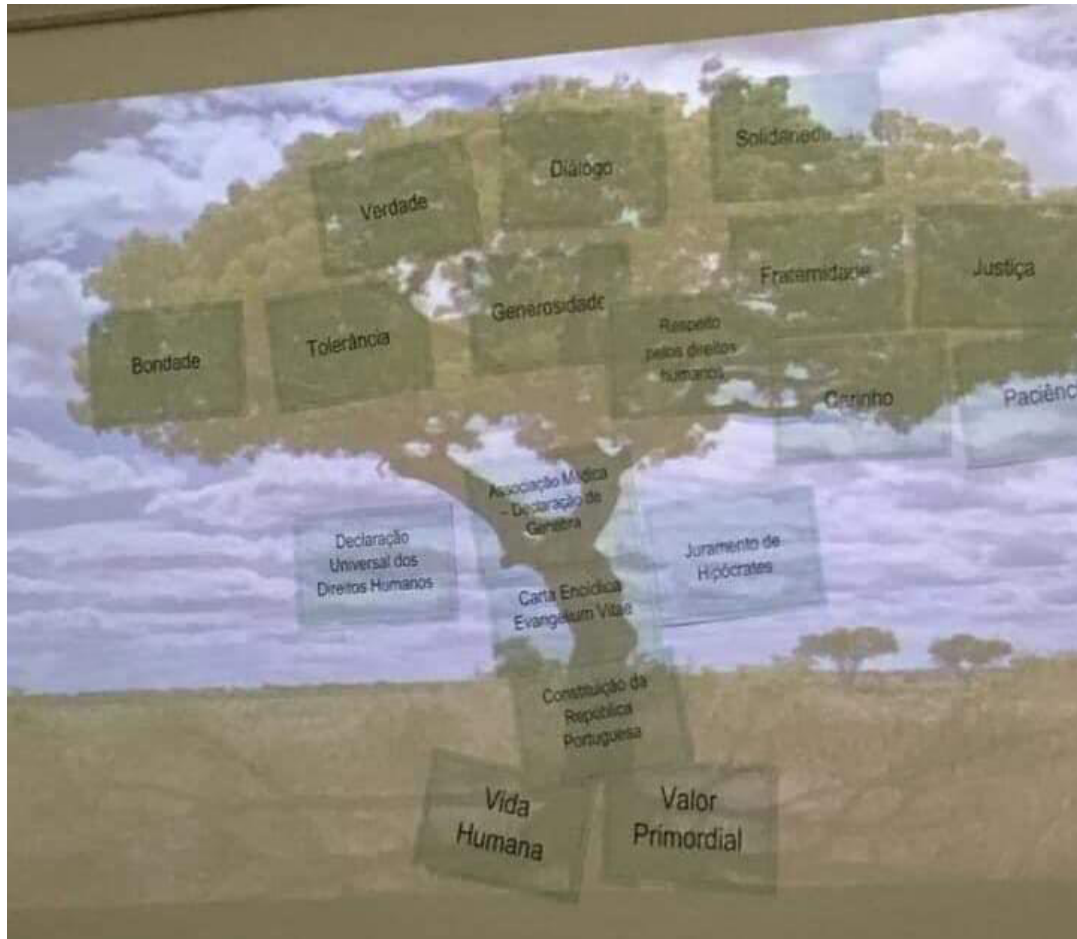 Diálogo
Verdade
Fraternidade
Justiça
Generosidade
Bondade
Tolerância
Respeito
pelos direitos
humanos
Carinho
Associação Médica
– Declaração de
Genebra
Declaração
Universal dos
Direitos Humanos
Juramento de
Hipócrates
Carta Encíclica
Evangelium Vitae
Constituição da
República
Portuguesa
Vida
Humana
Valor
Primordial